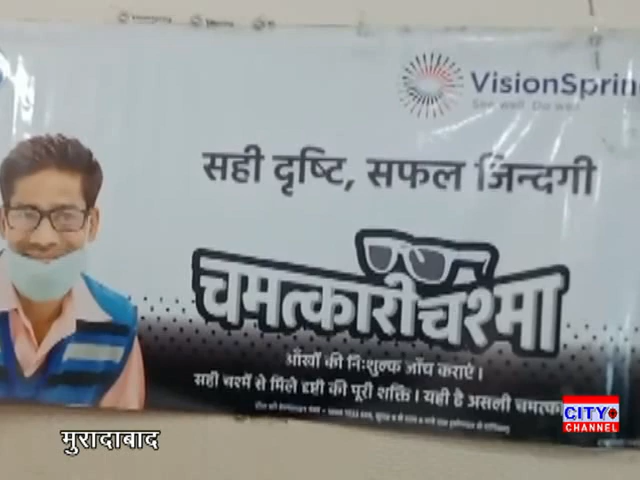 VisionSprin
See well. Do well.
सही दृष्टि, सफल जिन्दगी
चमत्कारी चश्मा
आँखों की निःशुल्क जाँच कराएं ।
सही चश्में से मिले दृष्टी की पूरी शक्ति । यही है असली चमत्का
CITY
CHANNEL
मुरादाबाद